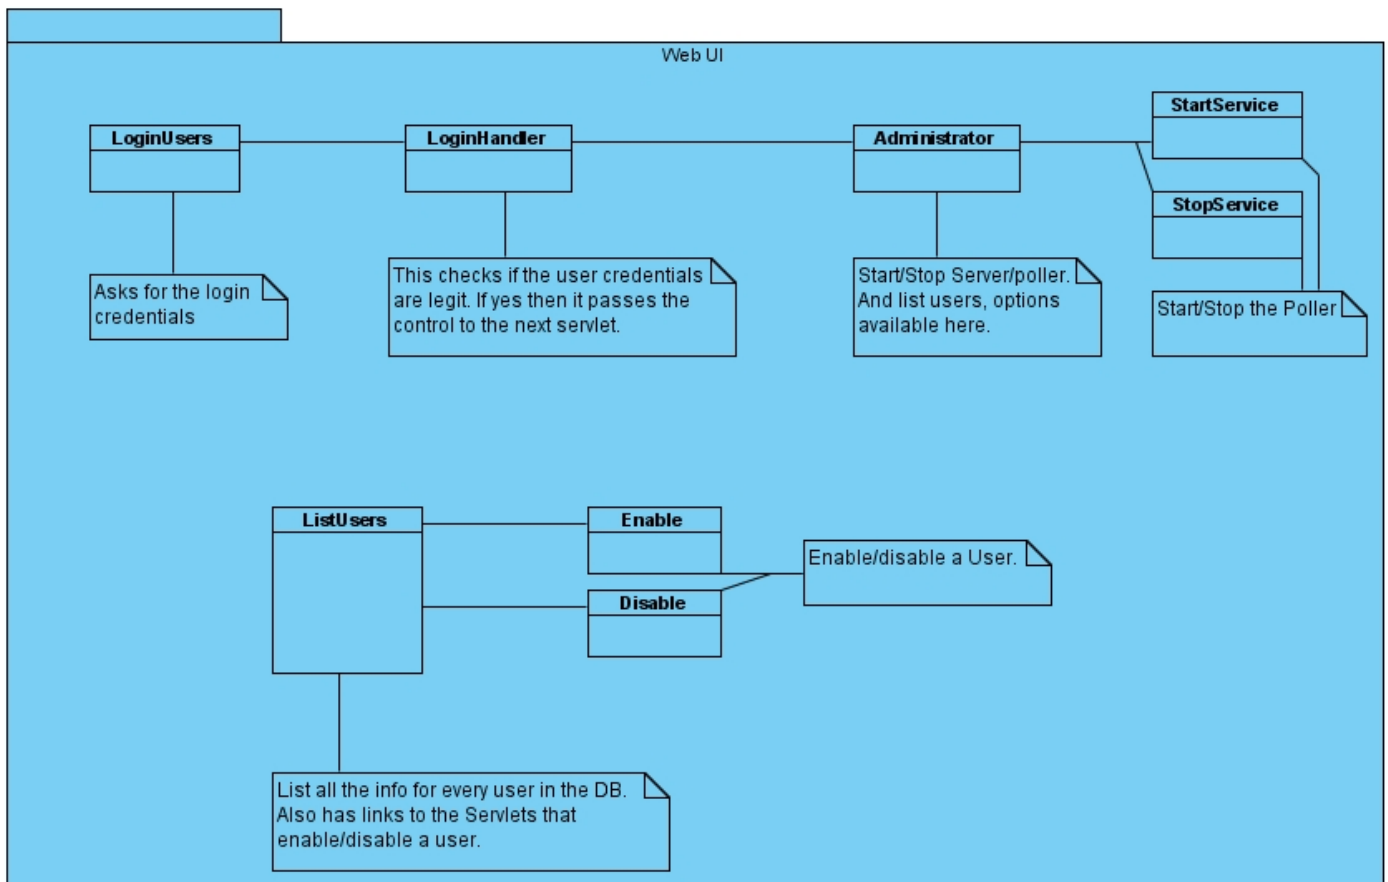 Web UI
LoginUsers
LoginHandler
Administrator
StartService
StopService
Asks for the login
credentials
This checks if the user credentials
are legit. If yes then it passes the
control to the next servlet.
Start/Stop Server/poller.
And list users, options
available here.
Start/Stop the Poller
ListUsers
Enable
Disable
Enable/disable a User.
List all the info for every user in the DB.
Also has links to the Servlets that
enable/disable a user.